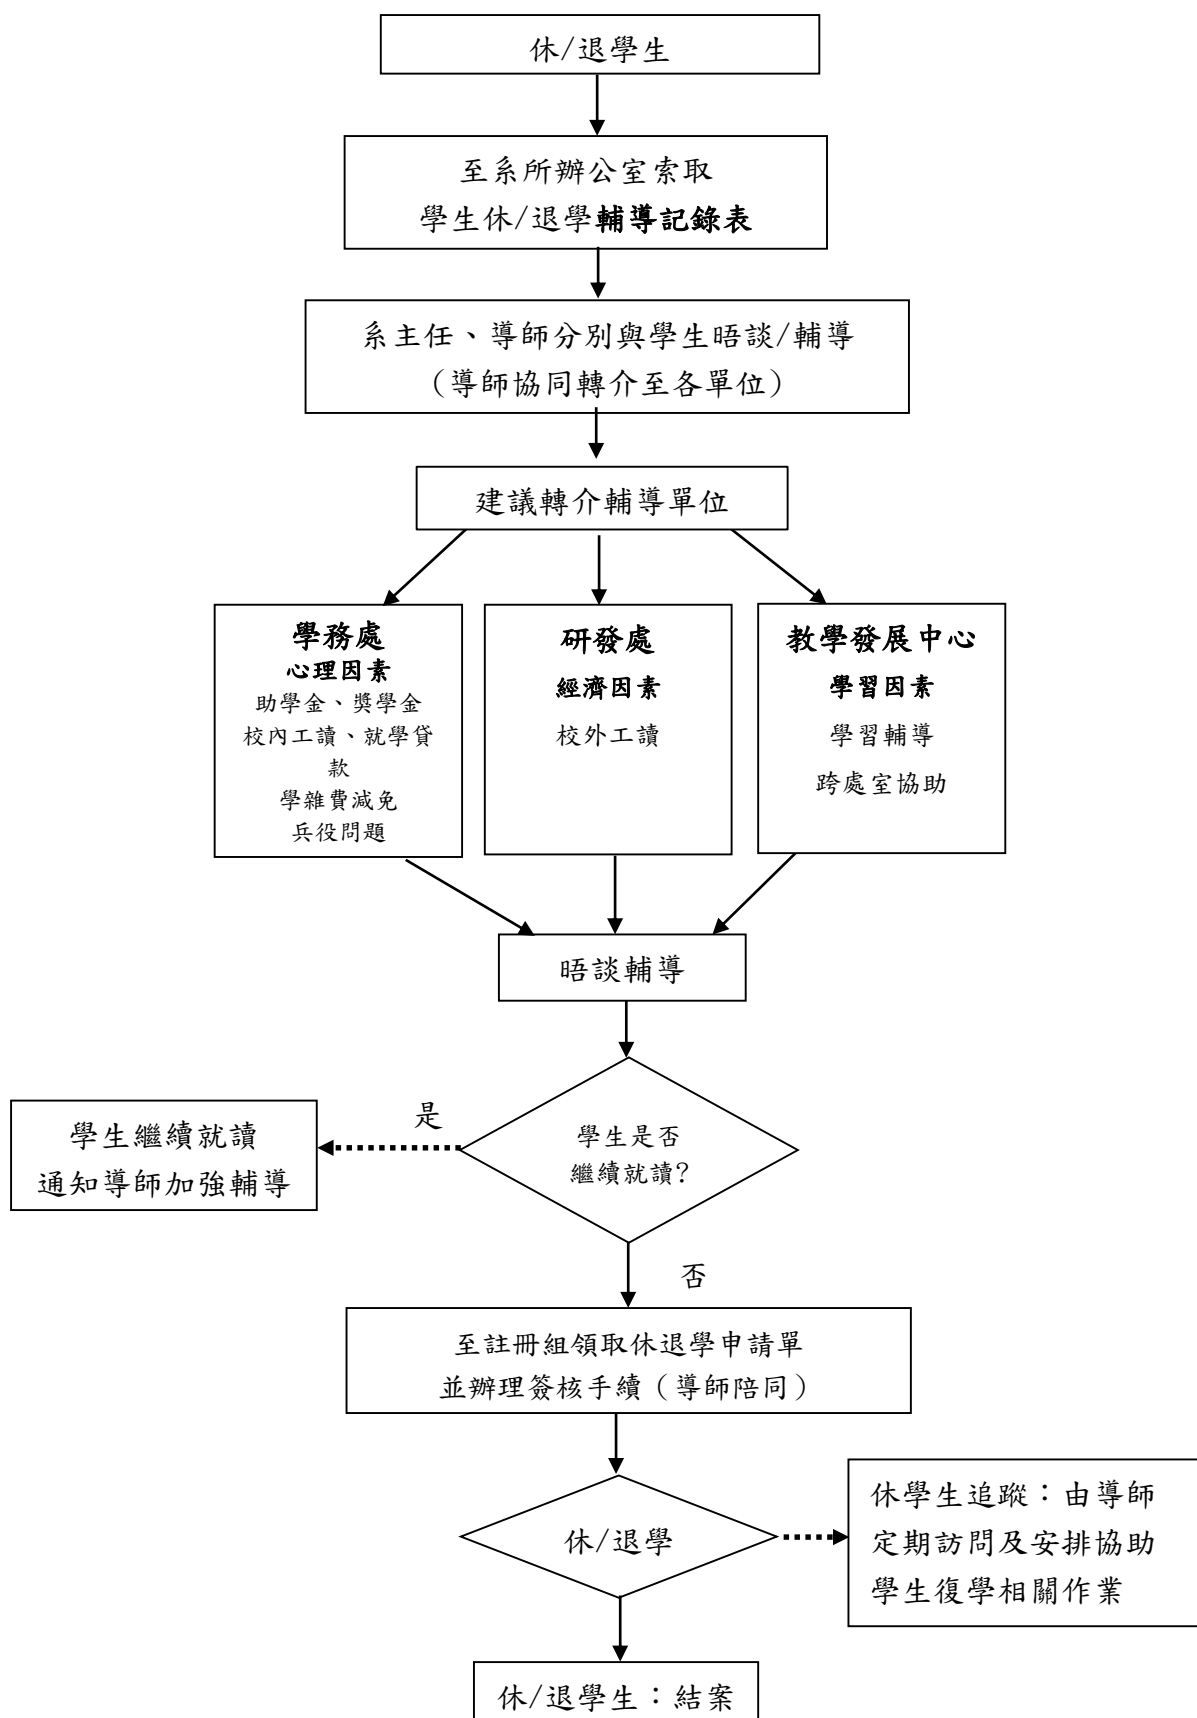 休/退學生
至系所辦公室索取
學生休/退學輔導記錄表
系主任、導師分別與學生晤談/輔導
(導師協同轉介至各單位)
建議轉介輔導單位
學務處
心理因素
助學金、獎學金
校內工讀、就學貸
款
學雜費減免
兵役問題
研發處
經濟因素
校外工讀
教學發展中心
學習因素
學習輔導
跨處室協助
晤談輔導
學生是否
繼續就讀?
是
學生繼續就讀
通知導師加強輔導
否
至註冊組領取休退學申請單
並辦理簽核手續(導師陪同)
休/退學
休學生追蹤:由導師
定期訪問及安排協助
學生復學相關作業
休/退學生:結案